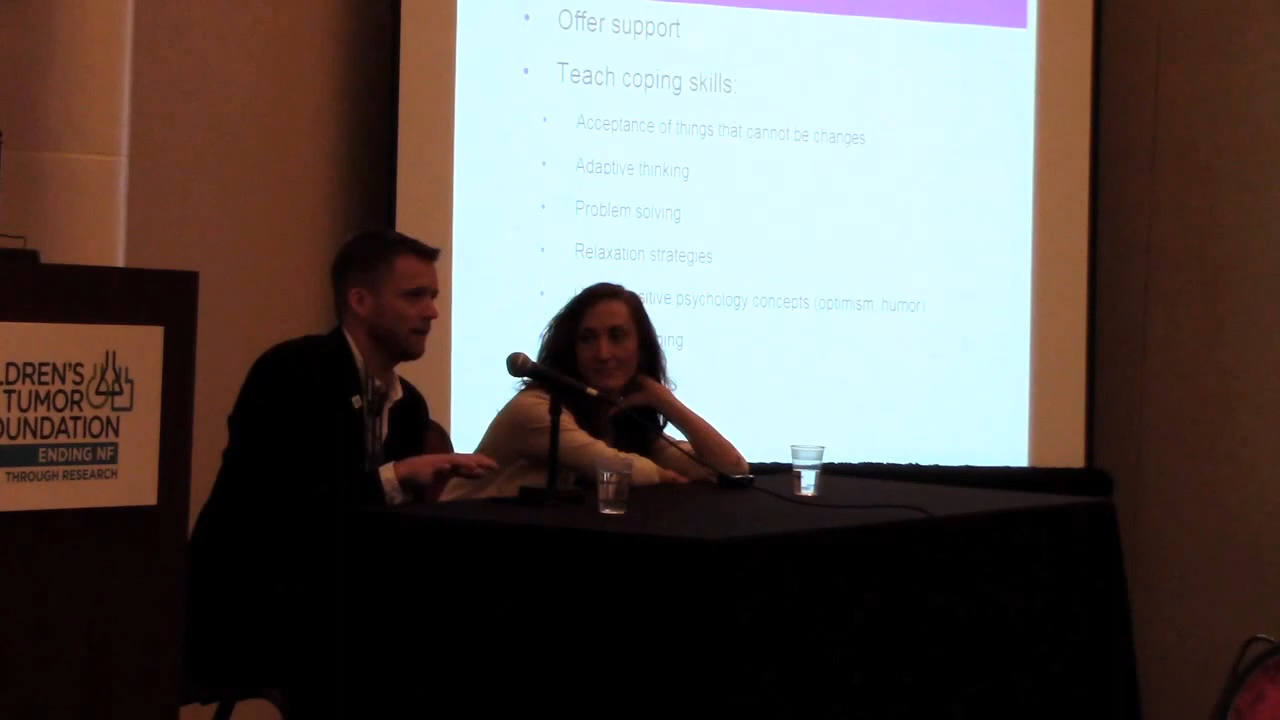 Offer support
Teach coping skills:
Acceptance of things that cannot be changes
Adaptive thinking
Problem solving
Relaxation strategies
psychology concepts (optimism, humor)
LDREN'S
TUMOR
OUNDATION
ENDING NF
THROUGH RESEARCH